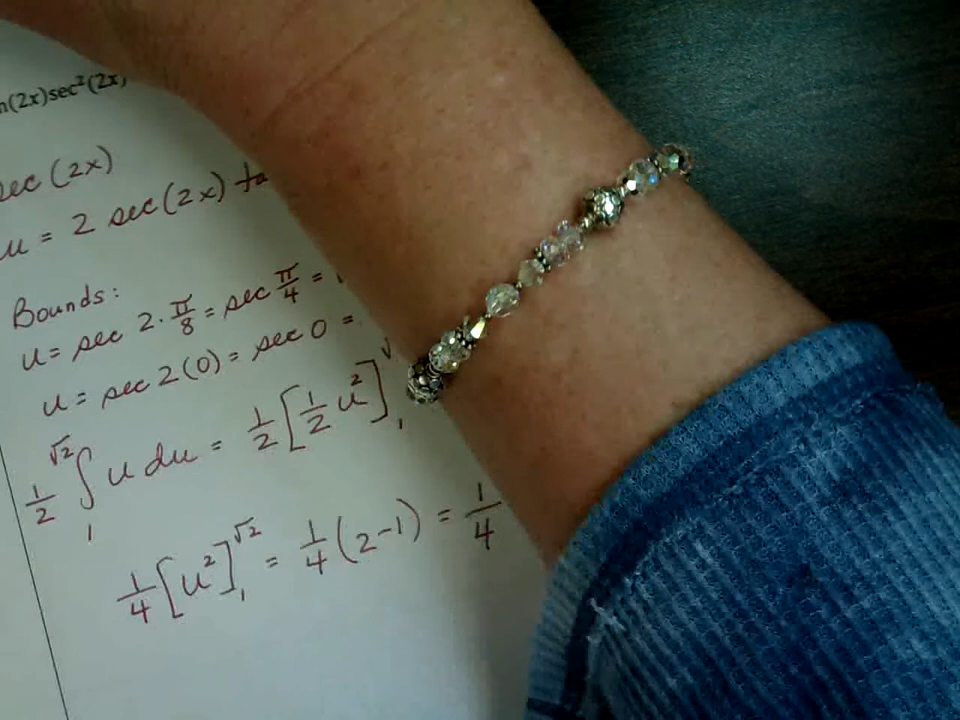 n(2x)sec²(2x)
sec (2x)
u = 2 sec(2x) ta
Bounds:
u = sec 2·π/8 = sec π/4 =
u = sec 2(0) = sec 0 =
1/2 ∫₁^√2 u du = 1/2 [1/2 u²]₁^√
1/4 [u²]₁^√2 = 1/4 (2-1) = 1/4